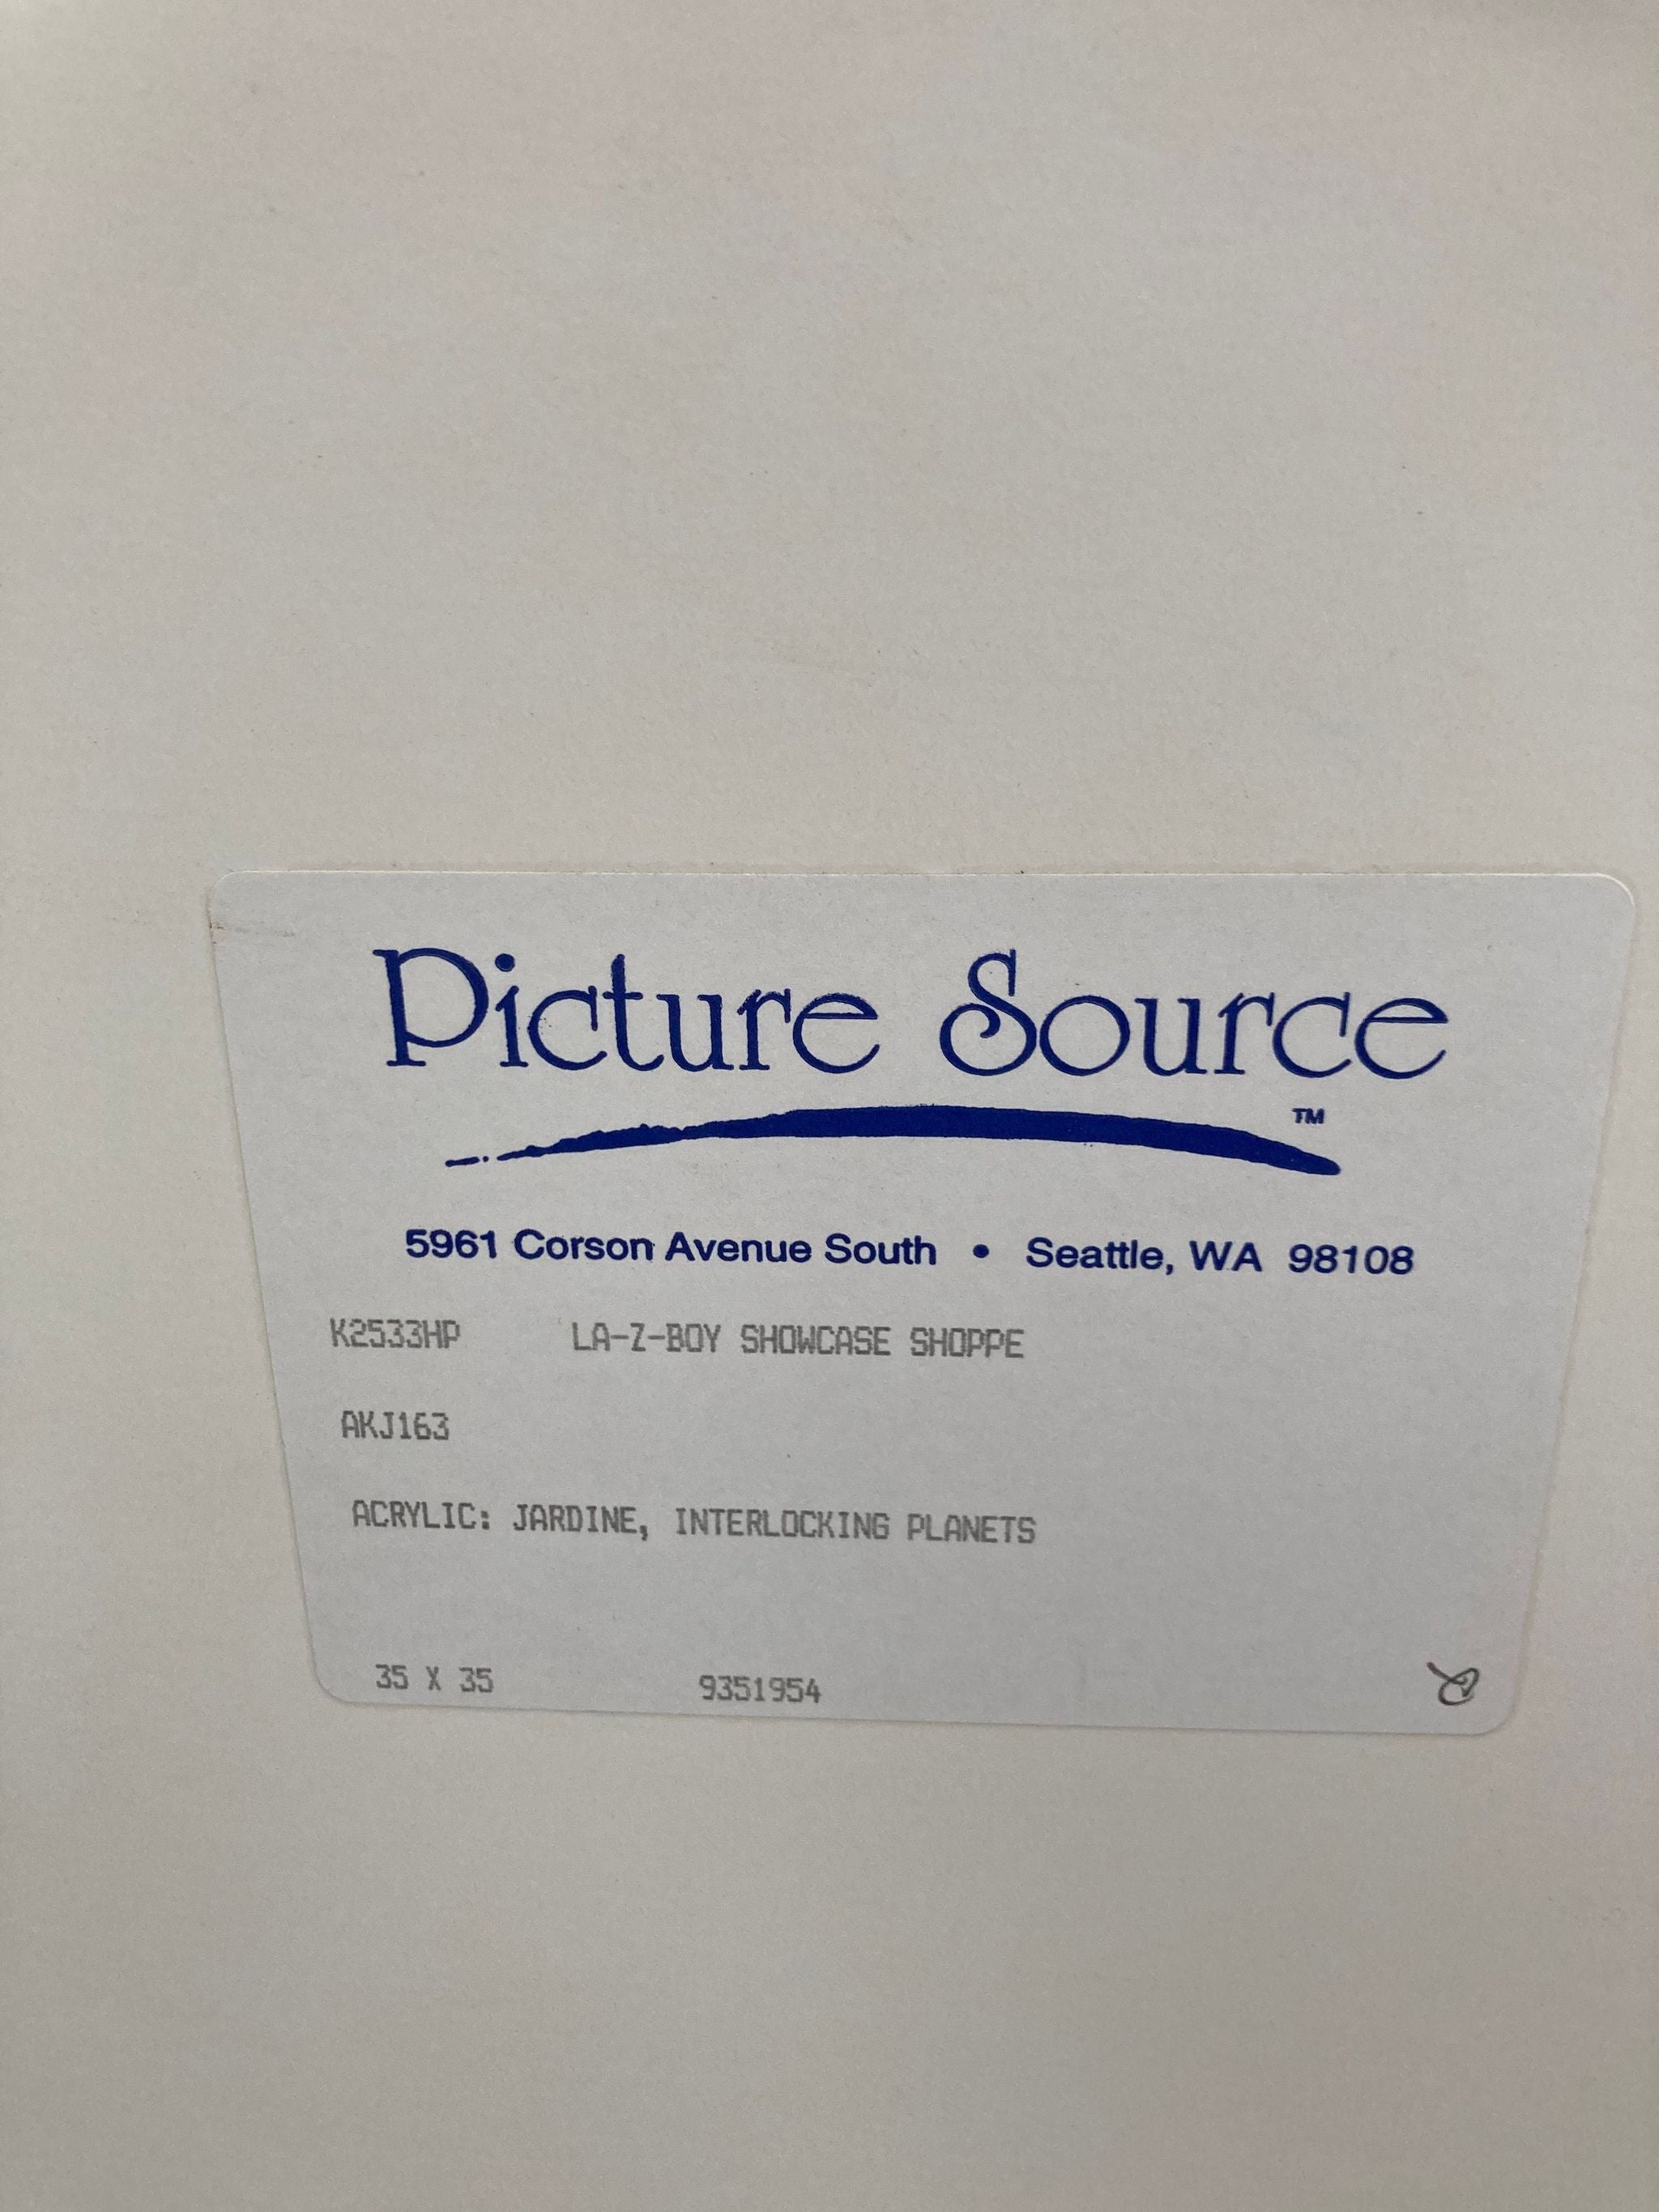 Picture Source
TM
5961 Corson Avenue South • Seattle, WA 98108
K2533HP LA-Z-BOY SHOWCASE SHOPPE
AKJ163
ACRYLIC: JARDINE, INTERLOCKING PLANETS
35 X 35 9351954